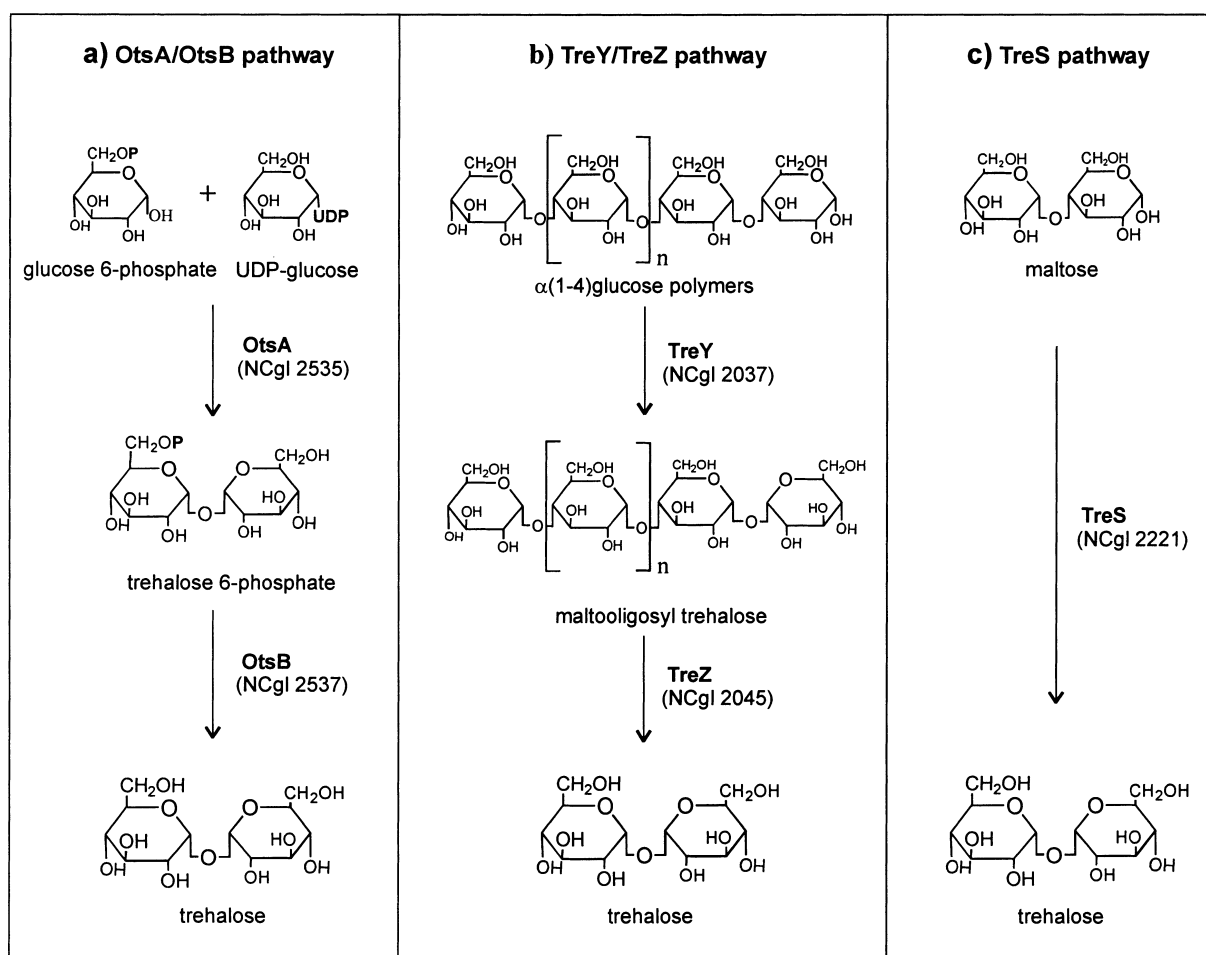 a) OtsA/OtsB pathway
CH₂OP
O
OH
OH
OH
OH
+
CH₂OH
O
OH
OH
OH
UDP
glucose 6-phosphate
UDP-glucose
OtsA
(NCgl 2535)
CH₂OP
O
OH
OH
OH
O
O
CH₂OH
HO
OH
OH
trehalose 6-phosphate
OtsB
(NCgl 2537)
CH₂OH
O
OH
OH
OH
O
O
CH₂OH
HO
OH
OH
trehalose
b) TreY/TreZ pathway
CH₂OH
O
OH
OH
OH
O
CH₂OH
O
OH
OH
O
n
CH₂OH
O
OH
OH
O
CH₂OH
O
OH
OH
OH
α(1-4)glucose polymers
TreY
(NCgl 2037)
CH₂OH
O
OH
OH
OH
O
CH₂OH
O
OH
OH
O
n
CH₂OH
O
OH
OH
O
O
CH₂OH
HO
OH
OH
maltooligosyl trehalose
TreZ
(NCgl 2045)
CH₂OH
O
OH
OH
OH
O
O
CH₂OH
HO
OH
OH
trehalose
c) TreS pathway
CH₂OH
O
OH
OH
OH
O
CH₂OH
O
OH
OH
OH
maltose
TreS
(NCgl 2221)
CH₂OH
O
OH
OH
OH
O
O
CH₂OH
HO
OH
OH
trehalose